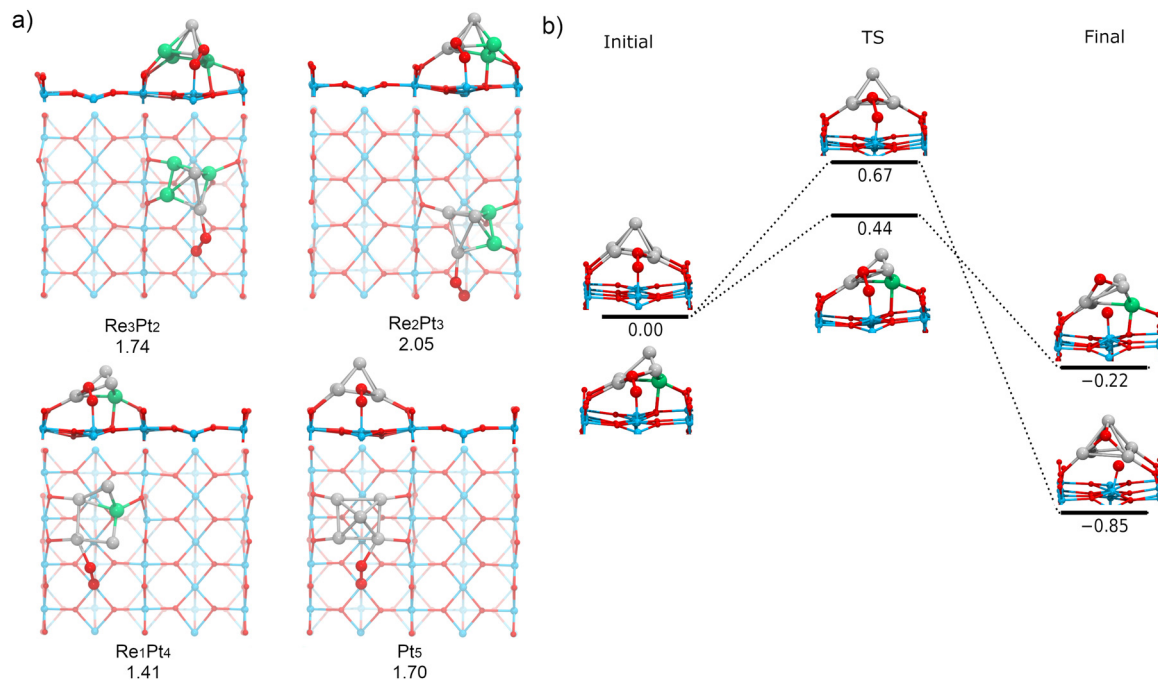 a)
Re₃Pt₂
1.74
Re₂Pt₃
2.05
Re₁Pt₄
1.41
Pt₅
1.70
b)
Initial
TS
Final
0.67
0.44
0.00
−0.22
−0.85